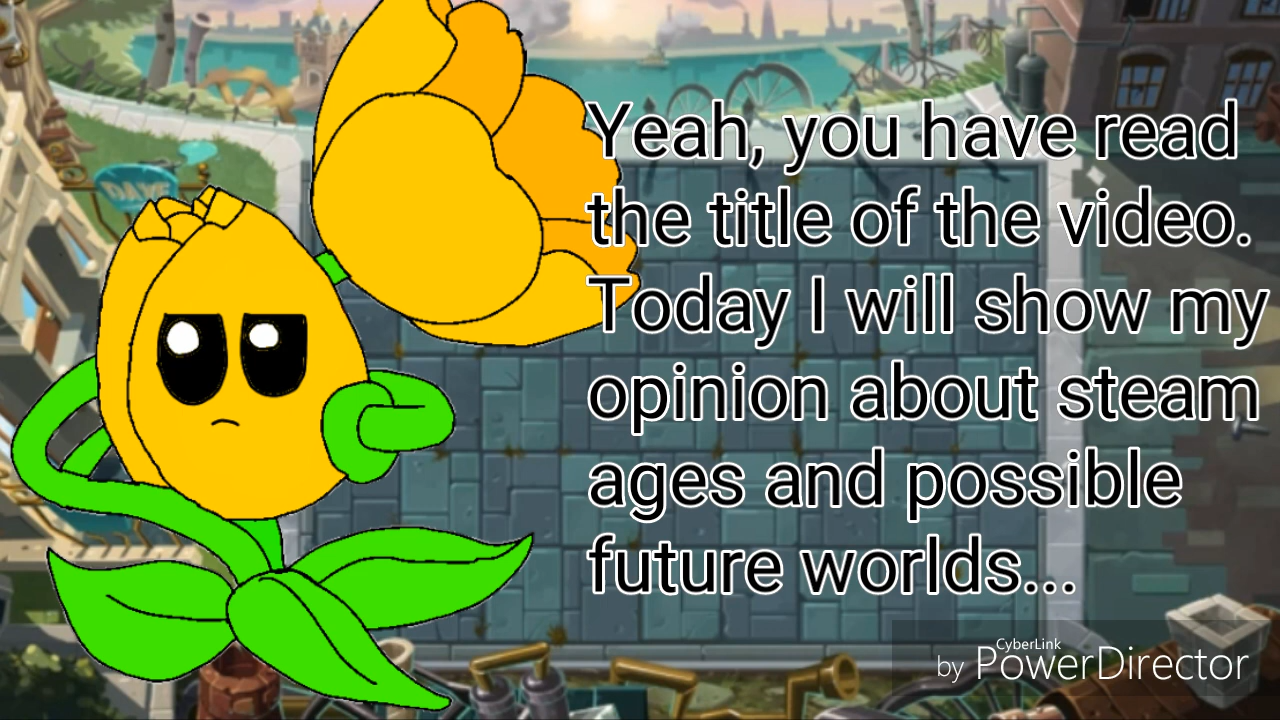 DAVE
Yeah, you have read
the title of the video.
Today I will show my
opinion about steam
ages and possible
future worlds...
CyberLink
by PowerDirector